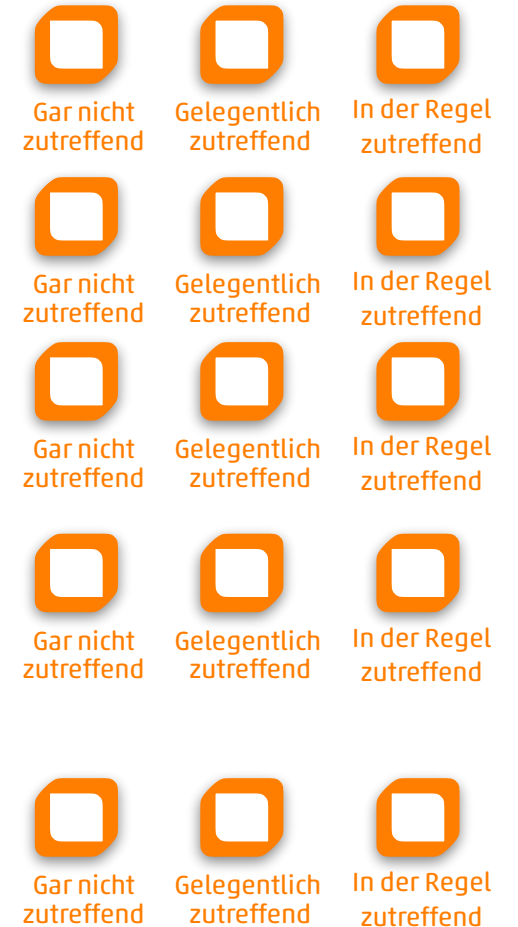 Gar nicht
zutreffend
Gelegentlich
zutreffend
In der Regel
zutreffend
Gar nicht
zutreffend
Gelegentlich
zutreffend
In der Regel
zutreffend
Gar nicht
zutreffend
Gelegentlich
zutreffend
In der Regel
zutreffend
Gar nicht
zutreffend
Gelegentlich
zutreffend
In der Regel
zutreffend
Gar nicht
zutreffend
Gelegentlich
zutreffend
In der Regel
zutreffend